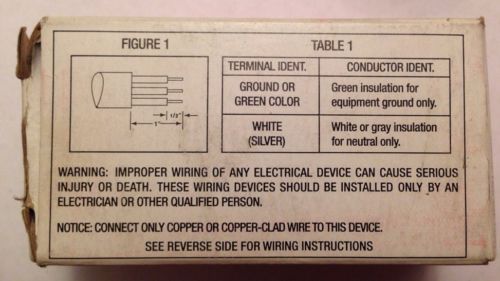 FIGURE 1
1/2"
1"
TABLE 1
TERMINAL IDENT. CONDUCTOR IDENT.
GROUND OR Green insulation for
GREEN COLOR equipment ground only.
WHITE White or gray insulation
(SILVER) for neutral only.
WARNING: IMPROPER WIRING OF ANY ELECTRICAL DEVICE CAN CAUSE SERIOUS
INJURY OR DEATH. THESE WIRING DEVICES SHOULD BE INSTALLED ONLY BY AN
ELECTRICIAN OR OTHER QUALIFIED PERSON.
NOTICE: CONNECT ONLY COPPER OR COPPER-CLAD WIRE TO THIS DEVICE.
SEE REVERSE SIDE FOR WIRING INSTRUCTIONS